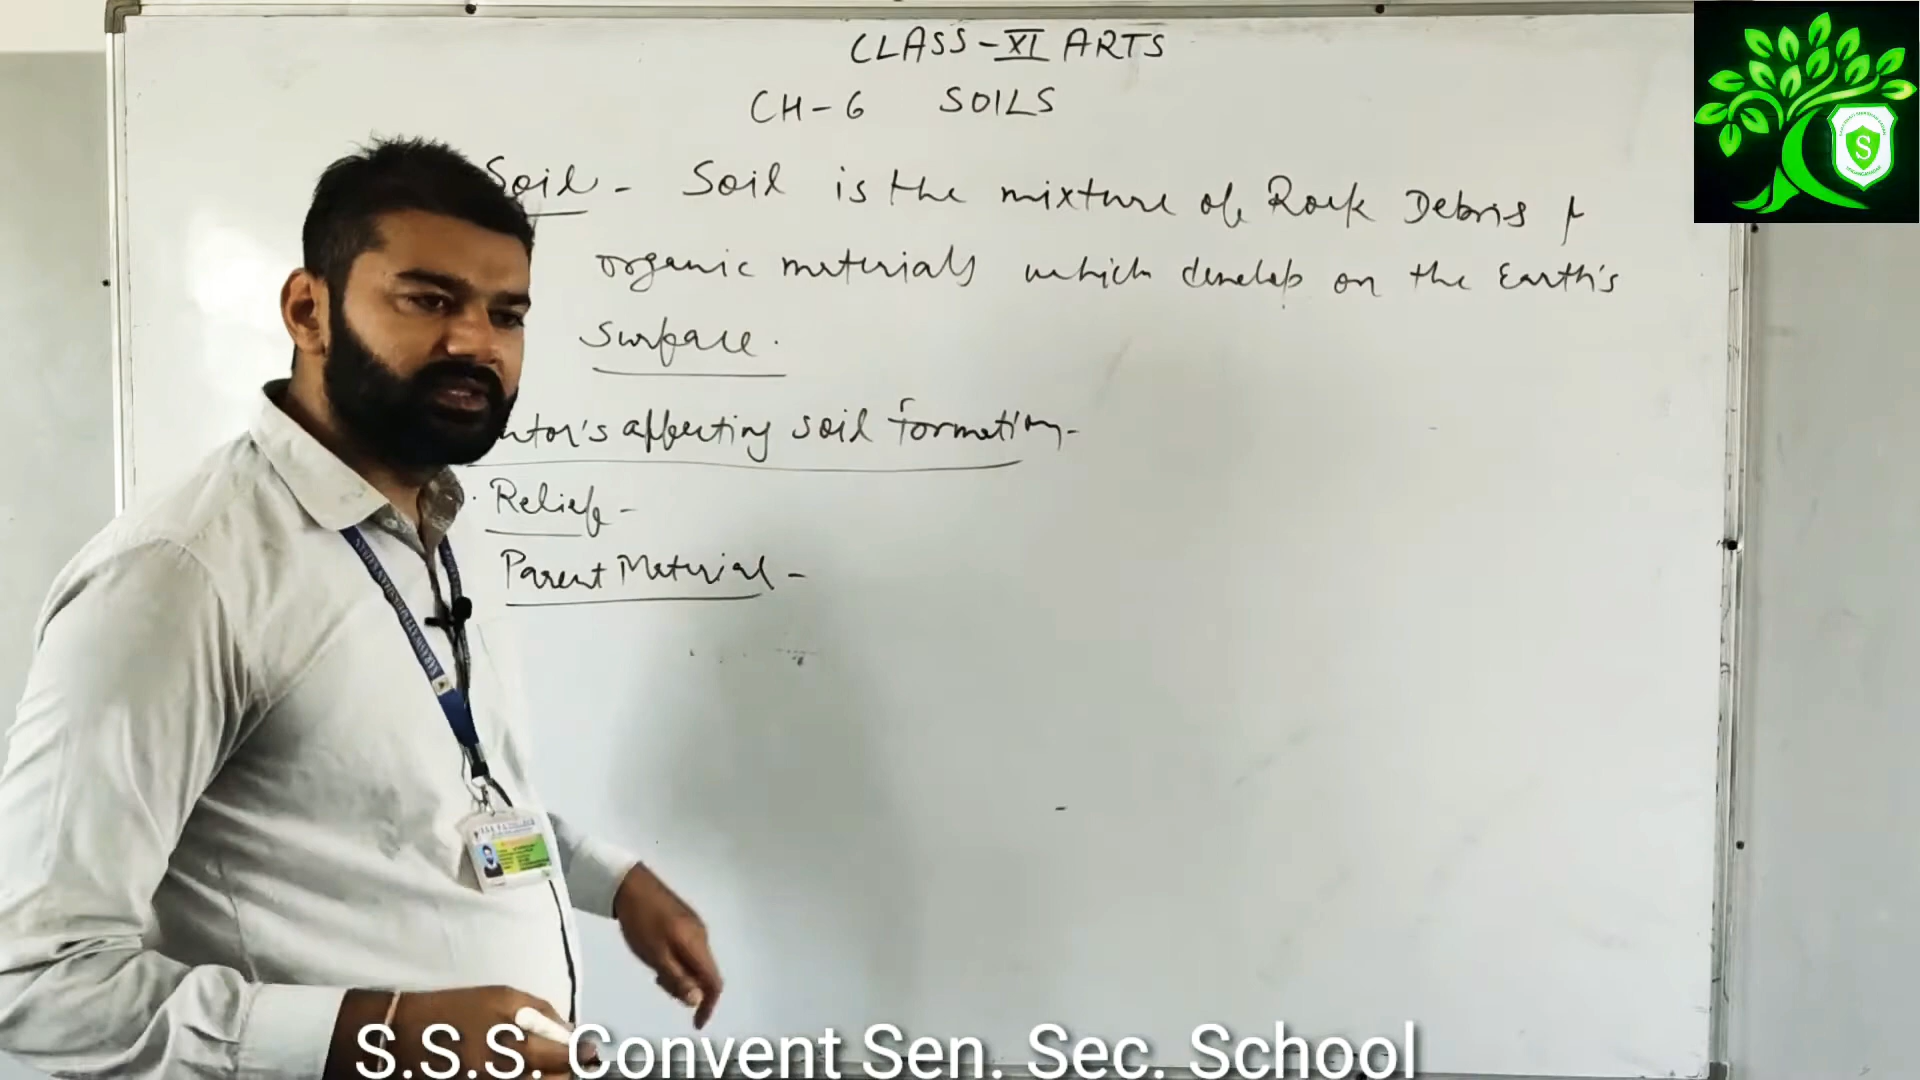 CLASS-XI ARTS
CH-6 SOILS
Soil - Soil is the mixture of Rock Debris &
organic materials which develop on the Earth's
surface.
affecting soil formation-
Relief-
Parent Material-
S
S.S.S. Convent Sen. Sec. School